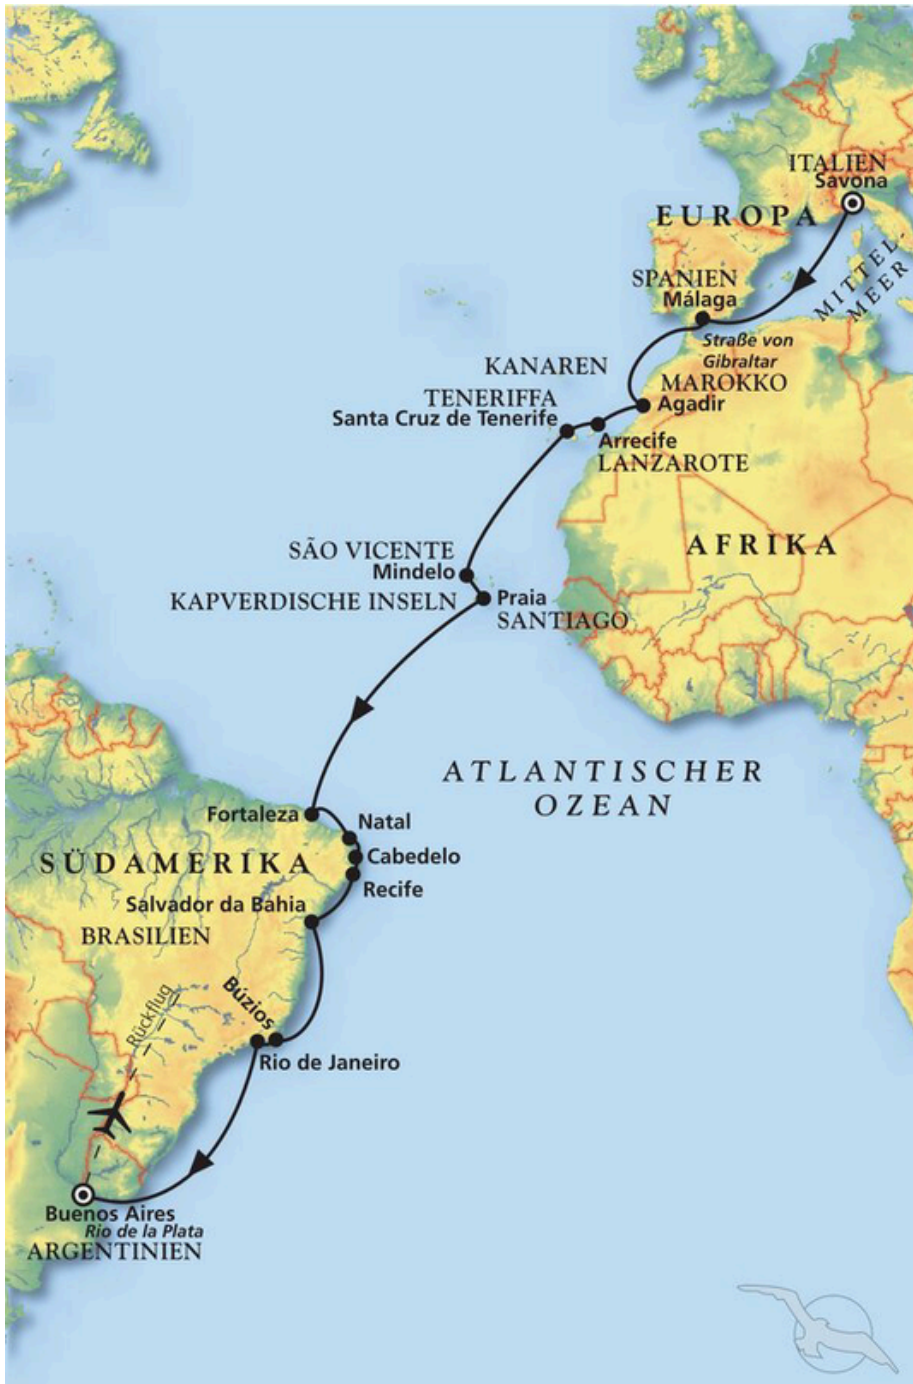 ITALIEN
Savona
EUROPA
MITTEL-
MEER
SPANIEN
Málaga
Straße von
Gibraltar
KANAREN
MAROKKO
Agadir
TENERIFFA
Santa Cruz de Tenerife
Arrecife
LANZAROTE
AFRIKA
SÃO VICENTE
Mindelo
KAPVERDISCHE INSELN
Praia
SANTIAGO
ATLANTISCHER
OZEAN
Fortaleza
Natal
Cabedelo
SÜDAMERIKA
Recife
Salvador da Bahia
BRASILIEN
Búzios
Rückflug
Rio de Janeiro
Buenos Aires
Rio de la Plata
ARGENTINIEN